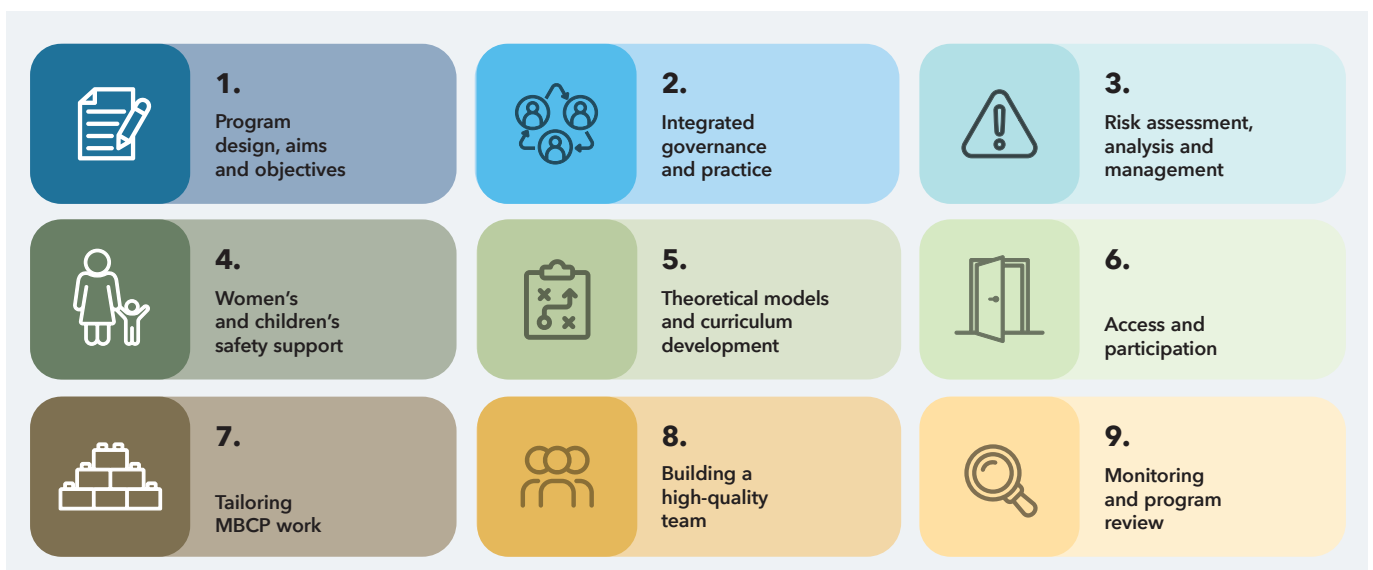 1.
Program
design, aims
and objectives
2.
Integrated
governance
and practice
3.
Risk assessment,
analysis and
management
4.
Women’s
and children’s
safety support
5.
Theoretical models
and curriculum
development
6.
Access and
participation
7.
Tailoring
MBCP work
8.
Building a
high-quality
team
9.
Monitoring
and program
review